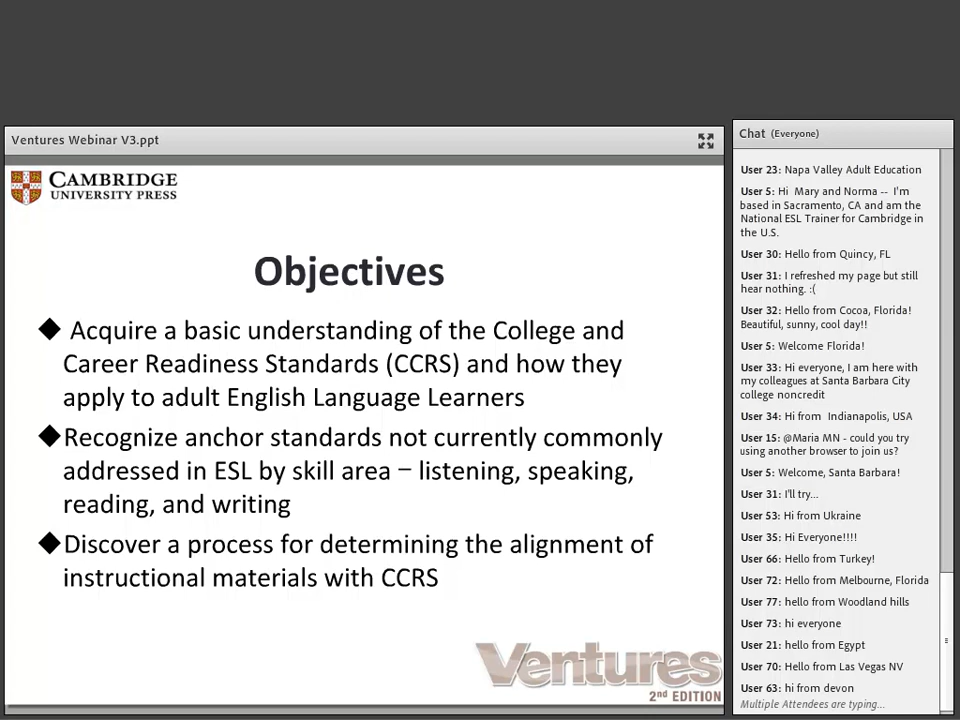 Ventures Webinar V3.ppt
CAMBRIDGE
UNIVERSITY PRESS
Objectives
Acquire a basic understanding of the College and
Career Readiness Standards (CCRS) and how they
apply to adult English Language Learners
Recognize anchor standards not currently commonly
addressed in ESL by skill area – listening, speaking,
reading, and writing
Discover a process for determining the alignment of
instructional materials with CCRS
Ventures
2nd EDITION
Chat (Everyone)
User 23: Napa Valley Adult Education
User 5: Hi Mary and Norma -- I'm
based in Sacramento, CA and am the
National ESL Trainer for Cambridge in
the U.S.
User 30: Hello from Quincy, FL
User 31: I refreshed my page but still
hear nothing. :(
User 32: Hello from Cocoa, Florida!
Beautiful, sunny, cool day!!
User 5: Welcome Florida!
User 33: Hi everyone, I am here with
my colleagues at Santa Barbara City
college noncredit
User 34: Hi from Indianapolis, USA
User 15: @Maria MN - could you try
using another browser to join us?
User 5: Welcome, Santa Barbara!
User 31: I'll try...
User 53: Hi from Ukraine
User 35: Hi Everyone!!!!
User 66: Hello from Turkey!
User 72: Hello from Melbourne, Florida
User 77: hello from Woodland hills
User 73: hi everyone
User 21: hello from Egypt
User 70: Hello from Las Vegas NV
User 63: hi from devon
Multiple Attendees are typing...